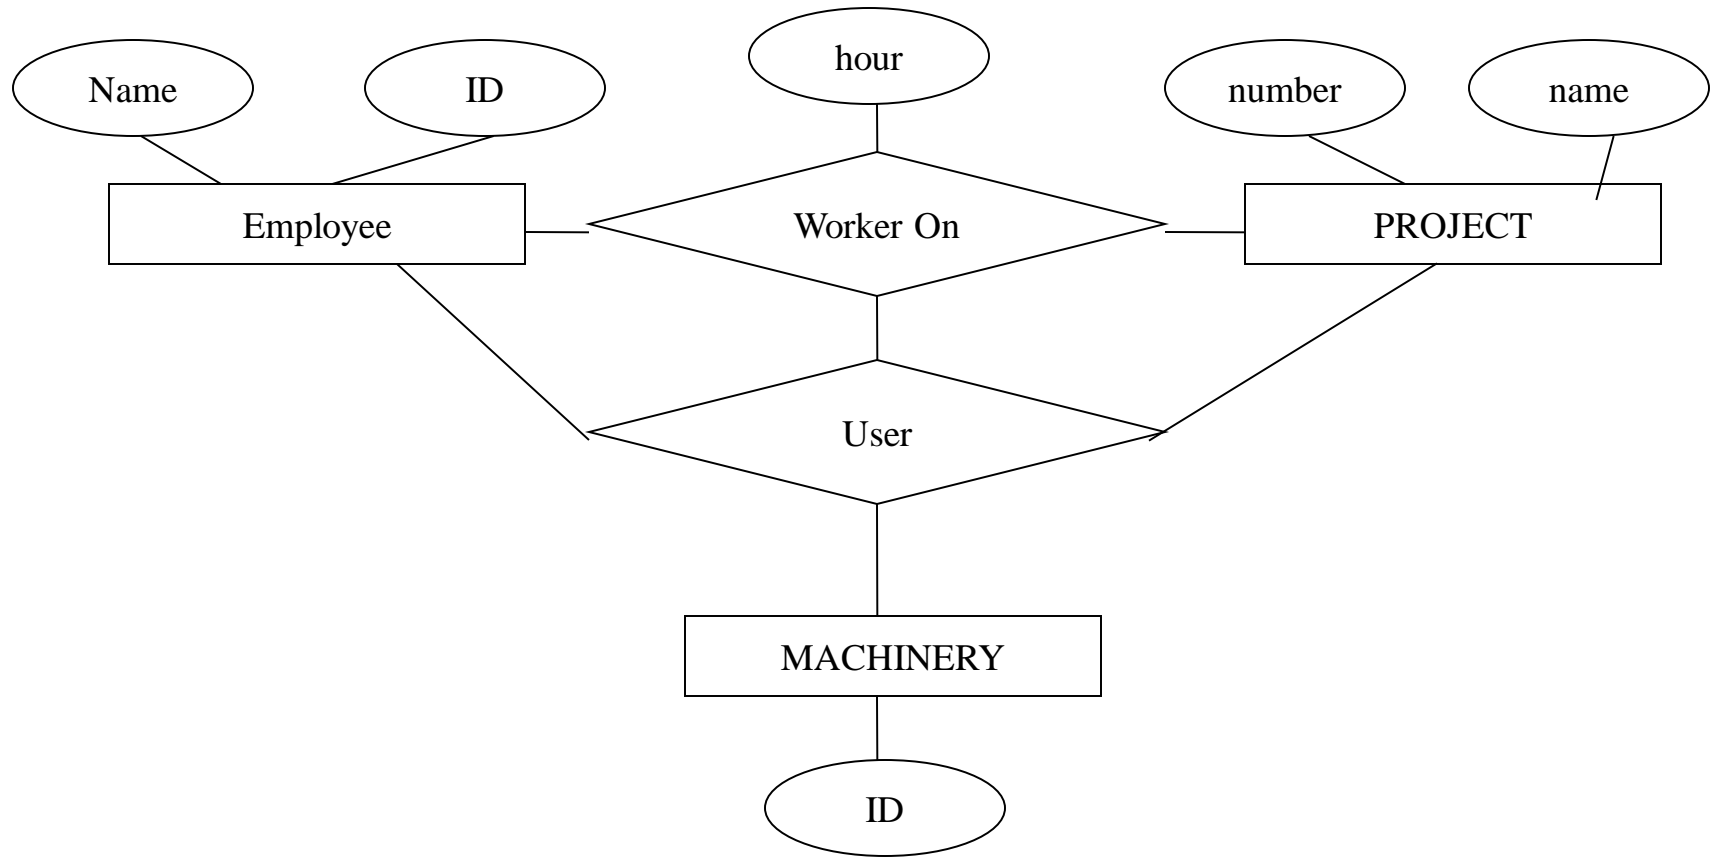 hour
Name
ID
number
name
Employee
Worker On
PROJECT
User
MACHINERY
ID